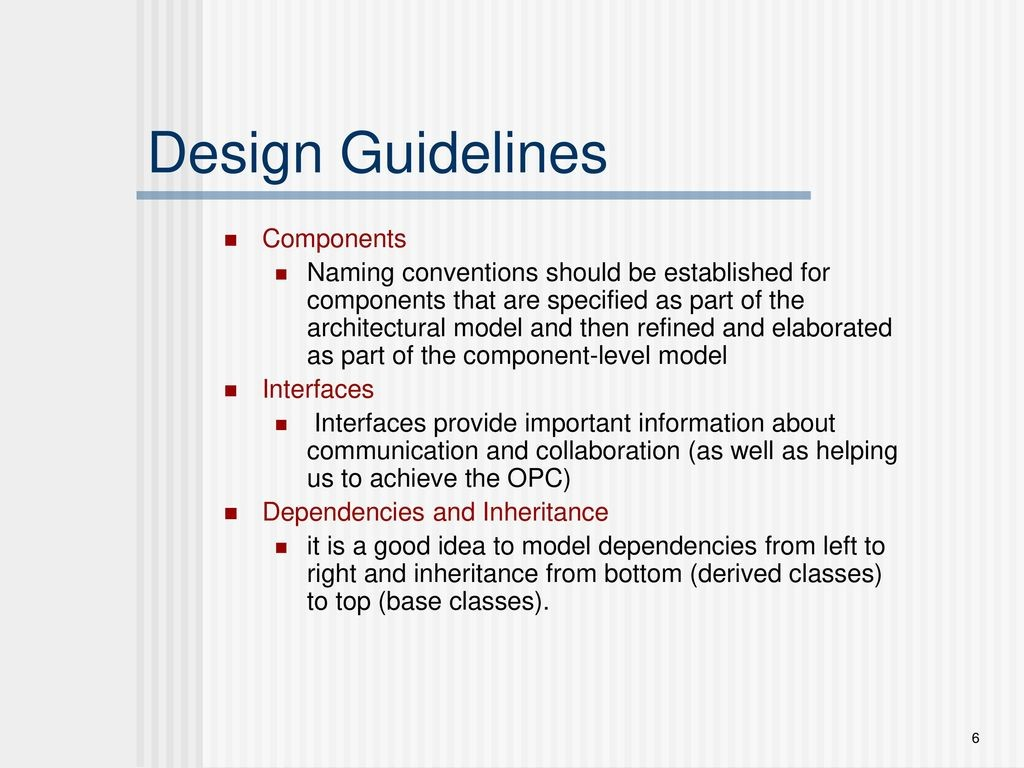 Design Guidelines
Components
Naming conventions should be established for
components that are specified as part of the
architectural model and then refined and elaborated
as part of the component-level model
Interfaces
Interfaces provide important information about
communication and collaboration (as well as helping
us to achieve the OPC)
Dependencies and Inheritance
it is a good idea to model dependencies from left to
right and inheritance from bottom (derived classes)
to top (base classes).
6